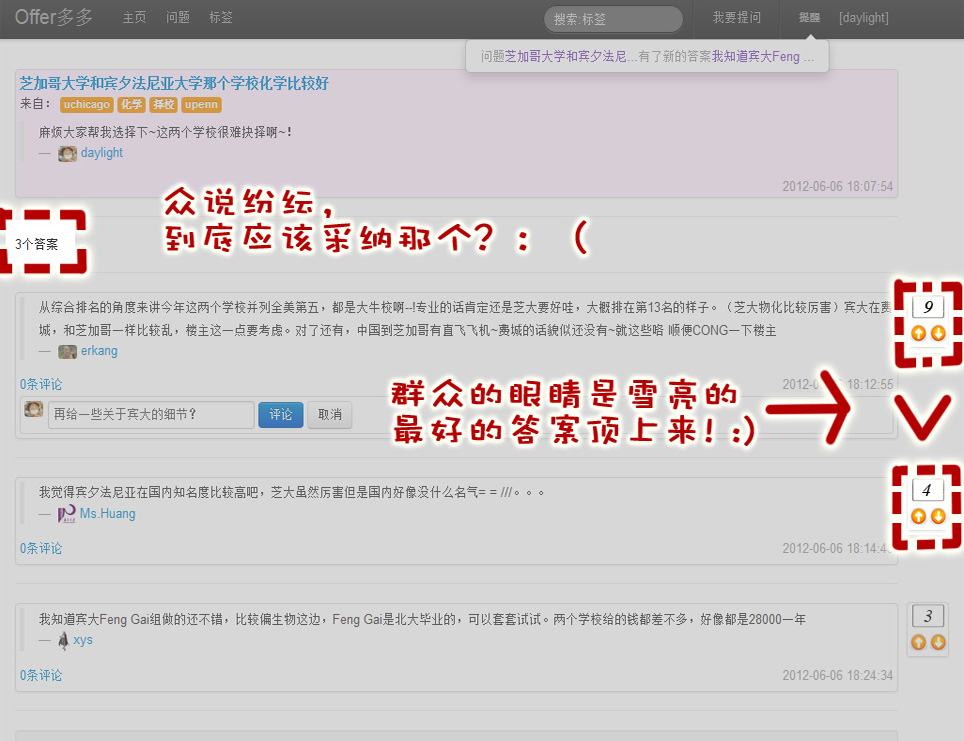 Offer多多 主页 问题 标签 搜索:标签 我要提问 提醒 [daylight]
问题芝加哥大学和宾夕法尼...有了新的答案我知道宾大Feng ...
芝加哥大学和宾夕法尼亚大学那个学校化学比较好
来自： uchicago 化学 择校 upenn
麻烦大家帮我选择下~这两个学校很难抉择啊~!
— daylight
2012-06-06 18:07:54
众说纷纭，
到底应该采纳那个？：（
3个答案
从综合排名的角度来讲今年这两个学校并列全美第五，都是大牛校啊--!专业的话肯定还是芝大要好哇，大概排在第13名的样子。（芝大物化比较厉害）宾大在费
城，和芝加哥一样比较乱，楼主这一点要考虑。对了还有，中国到芝加哥有直飞飞机~费城的话貌似还没有~就这些咯 顺便CONG一下楼主
9
— erkang
0条评论
2012-06-06 18:12:55
再给一些关于宾大的细节？ 评论 取消
群众的眼睛是雪亮的
最好的答案顶上来！:)
我觉得宾夕法尼亚在国内知名度比较高吧，芝大虽然厉害但是国内好像没什么名气= = ///。。。
4
— Ms.Huang
0条评论
2012-06-06 18:14:4
我知道宾大Feng Gai组做的还不错，比较偏生物这边，Feng Gai是北大毕业的，可以套套试试。两个学校给的钱都差不多，好像都是28000一年
3
— xys
0条评论
2012-06-06 18:24:34